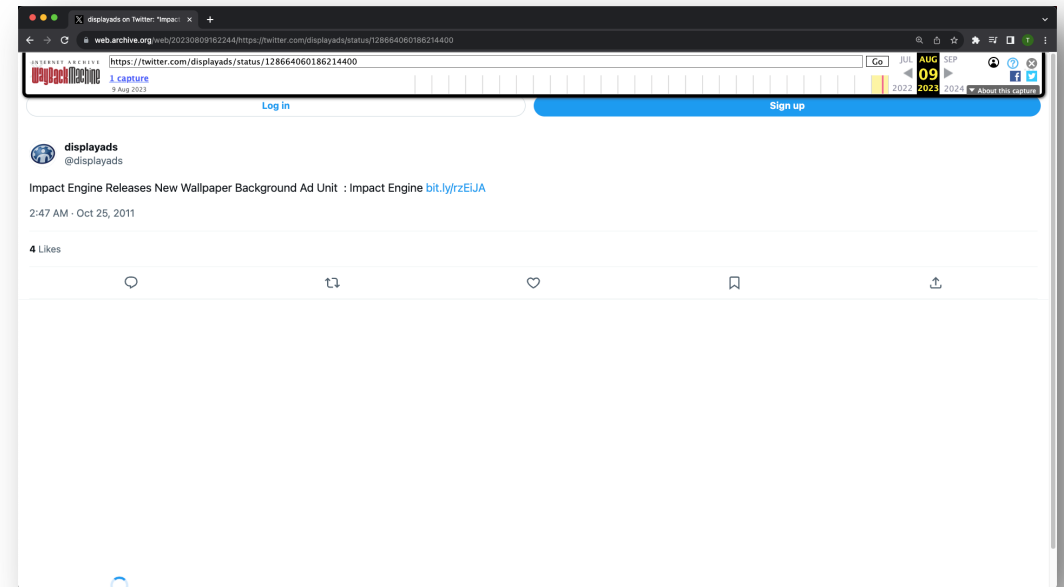 displayads on Twitter: "Impact
web.archive.org/web/20230809162244/https://twitter.com/displayads/status/128664060186214400
T
INTERNET ARCHIVE
WayBackMachine
https://twitter.com/displayads/status/128664060186214400
Go
JUL AUG SEP
1 capture
09
9 Aug 2023
2022 2023 2024
About this capture
Log in
Sign up
displayads
@displayads
Impact Engine Releases New Wallpaper Background Ad Unit : Impact Engine bit.ly/rzEiJA
2:47 AM · Oct 25, 2011
4 Likes